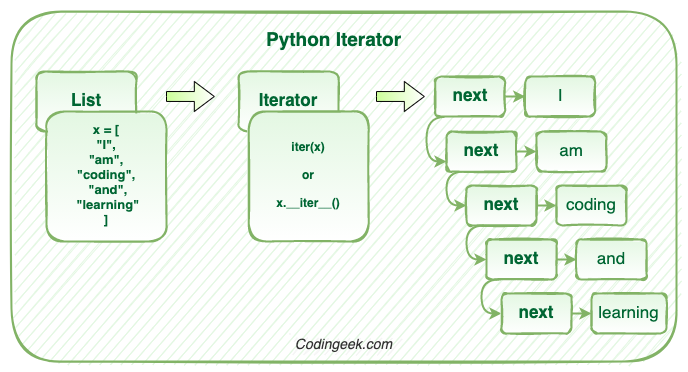 Python Iterator
List
x = [
"I",
"am",
"coding",
"and",
"learning"
]
Iterator
iter(x)
or
x.__iter__()
next
I
next
am
next
coding
next
and
next
learning
Codingeek.com